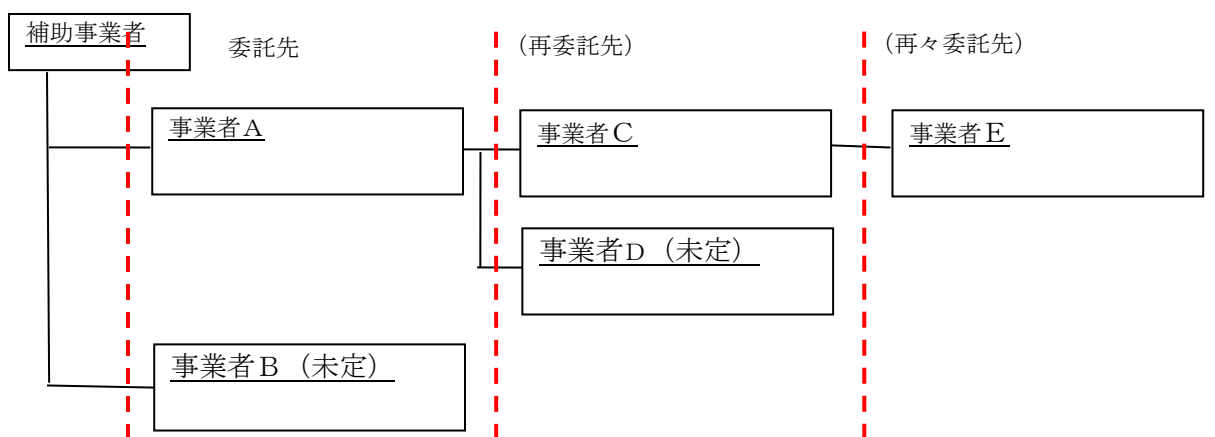 補助事業者
委託先
（再委託先）
（再々委託先）
事業者A
事業者C
事業者E
事業者D（未定）
事業者B（未定）